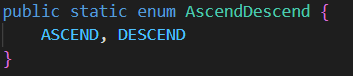 public static enum AscendDescend {
    ASCEND, DESCEND
}